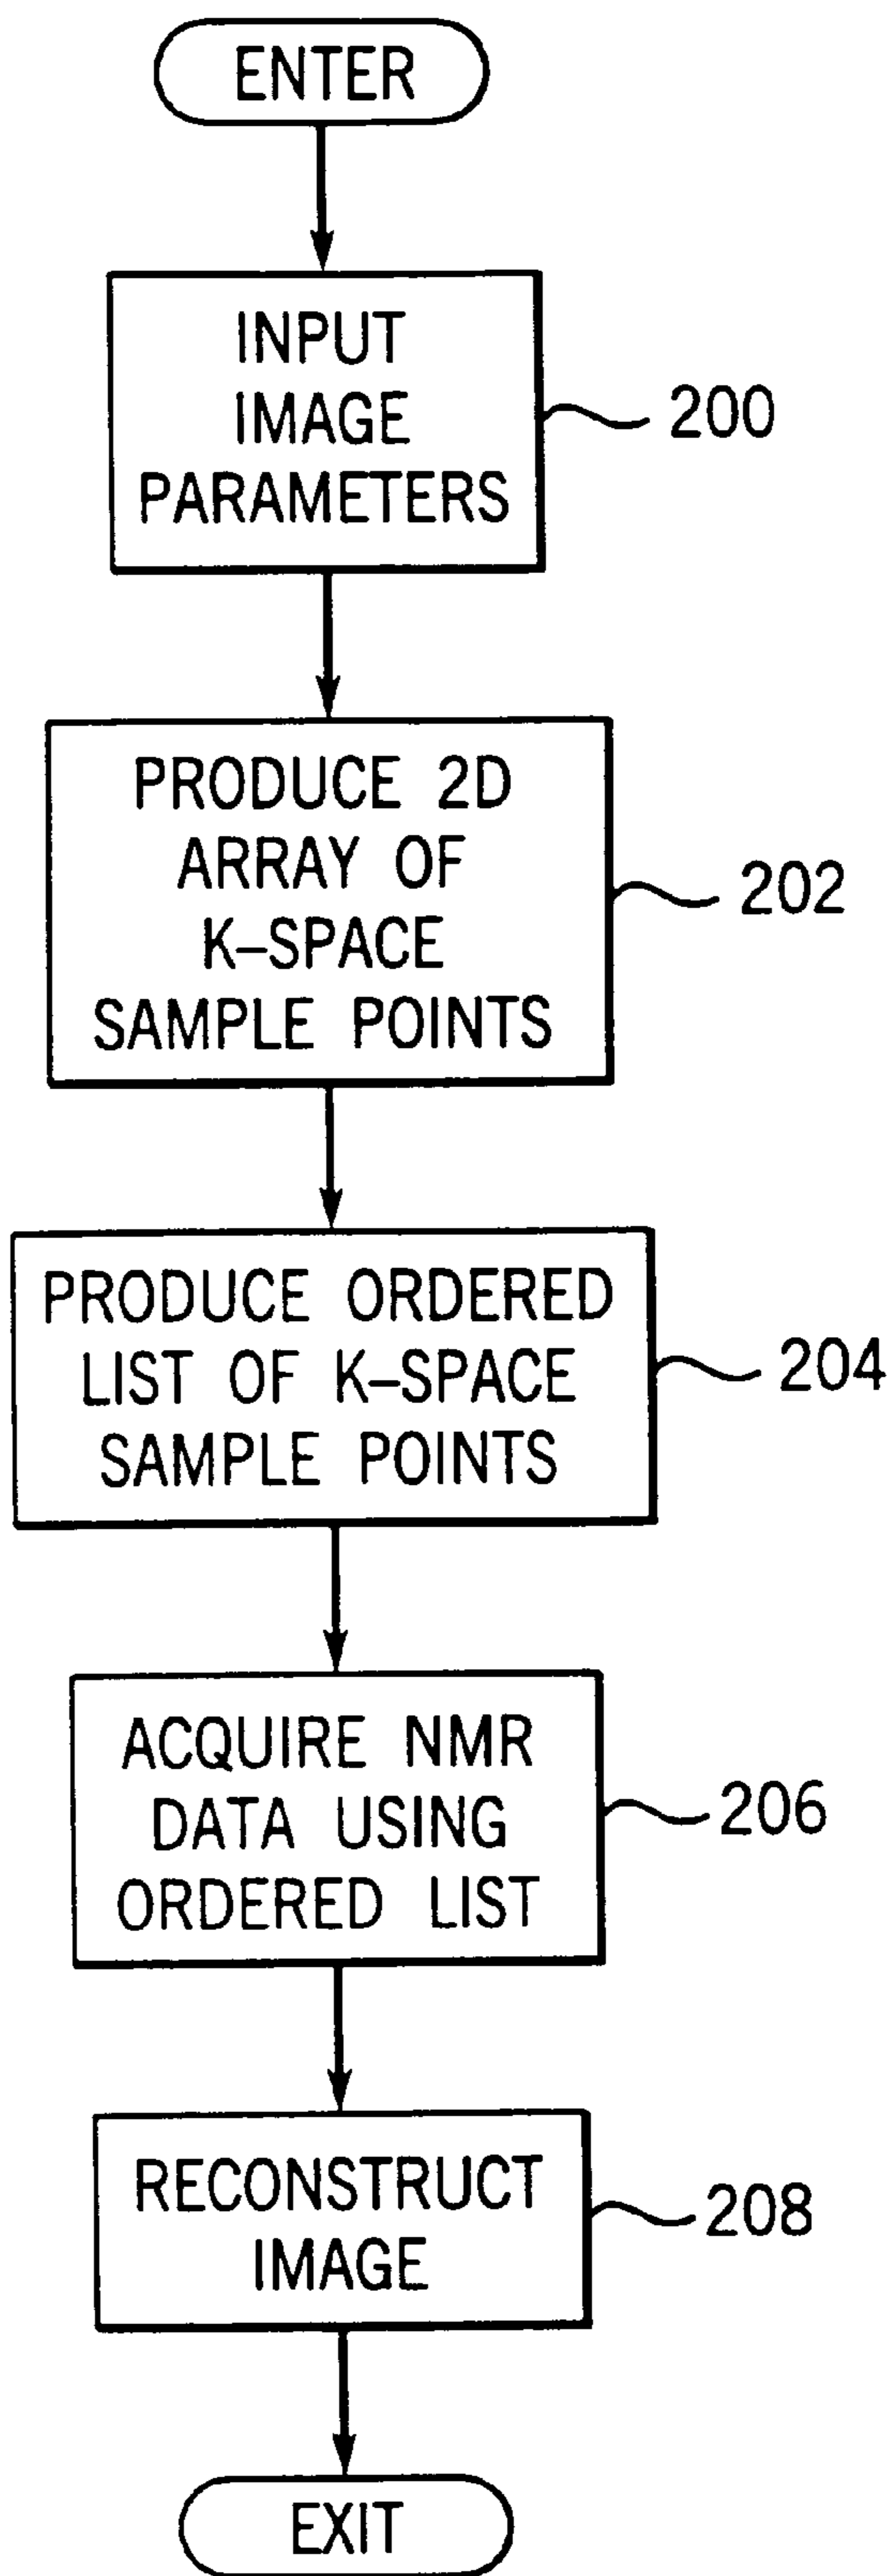 ENTER
INPUT
IMAGE
PARAMETERS
200
PRODUCE 2D
ARRAY OF
K–SPACE
SAMPLE POINTS
202
PRODUCE ORDERED
LIST OF K–SPACE
SAMPLE POINTS
204
ACQUIRE NMR
DATA USING
ORDERED LIST
206
RECONSTRUCT
IMAGE
208
EXIT